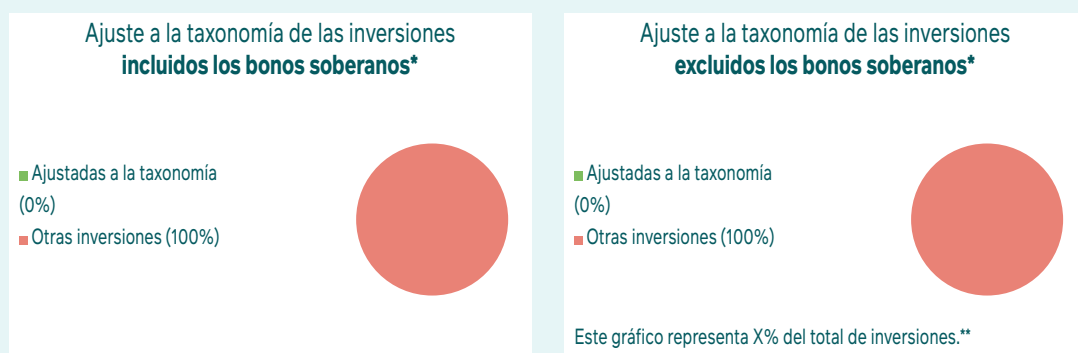 Ajuste a la taxonomía de las inversiones
incluidos los bonos soberanos*
Ajustadas a la taxonomía
(0%)
Otras inversiones (100%)
Ajuste a la taxonomía de las inversiones
excluidos los bonos soberanos*
Ajustadas a la taxonomía
(0%)
Otras inversiones (100%)
Este gráfico representa X% del total de inversiones.**